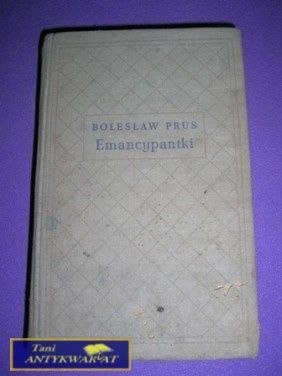 BOLESŁAW PRUS
Emancypantki
Tani
ANTYKWARIAT